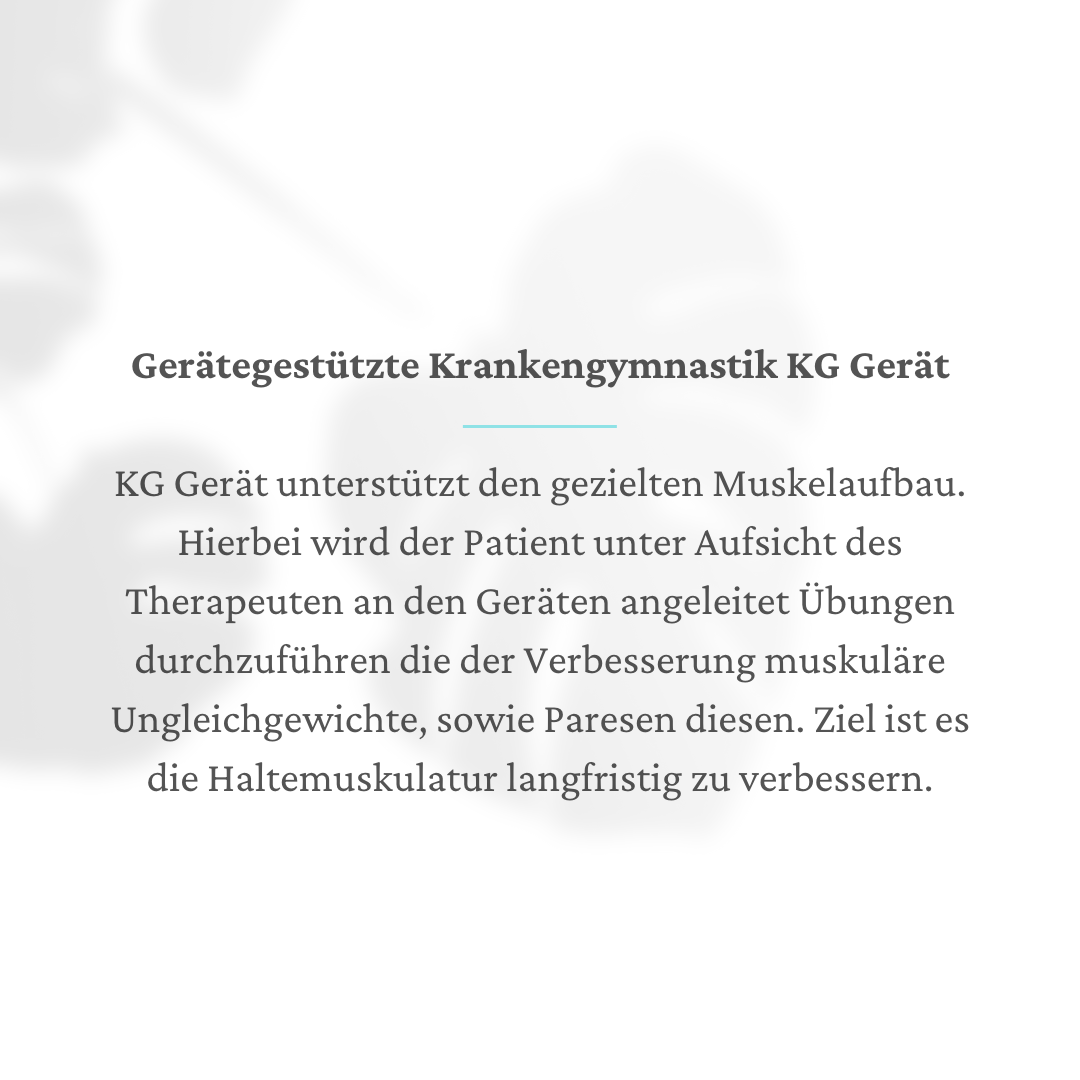 Gerätegestützte Krankengymnastik KG Gerät
KG Gerät unterstützt den gezielten Muskelaufbau.
Hierbei wird der Patient unter Aufsicht des
Therapeuten an den Geräten angeleitet Übungen
durchzuführen die der Verbesserung muskuläre
Ungleichgewichte, sowie Paresen diesen. Ziel ist es
die Haltemuskulatur langfristig zu verbessern.